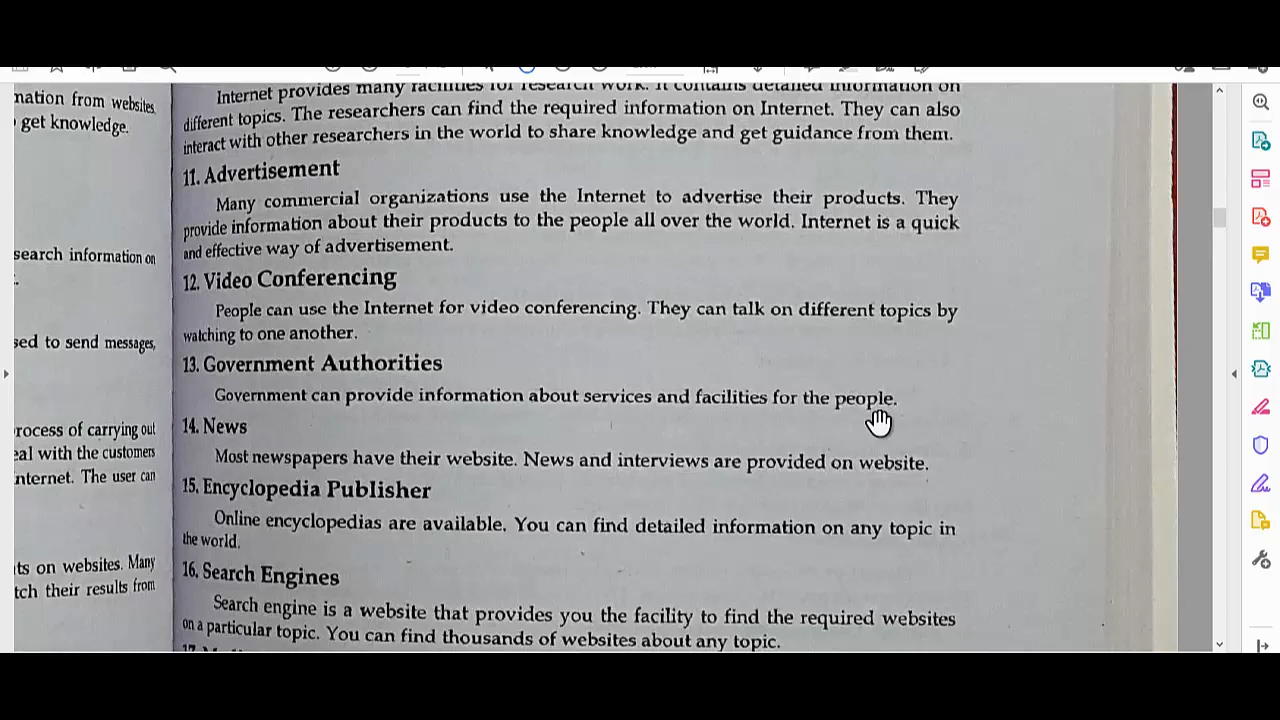 mation from websites
get knowledge.
search information on
sed to send messages,
rocess of carrying out
eal with the customers
nternet. The user can
ts on websites. Many
tch their results from
Internet provides many facilities for research work. It contains detailed information on
different topics. The researchers can find the required information on Internet. They can also
interact with other researchers in the world to share knowledge and get guidance from them.
11. Advertisement
Many commercial organizations use the Internet to advertise their products. They
provide information about their products to the people all over the world. Internet is a quick
and effective way of advertisement.
12. Video Conferencing
People can use the Internet for video conferencing. They can talk on different topics by
watching to one another.
13. Government Authorities
Government can provide information about services and facilities for the people.
14. News
Most newspapers have their website. News and interviews are provided on website.
15. Encyclopedia Publisher
Online encyclopedias are available. You can find detailed information on any topic in
the world.
16. Search Engines
Search engine is a website that provides you the facility to find the required websites
on a particular topic. You can find thousands of websites about any topic.
17.